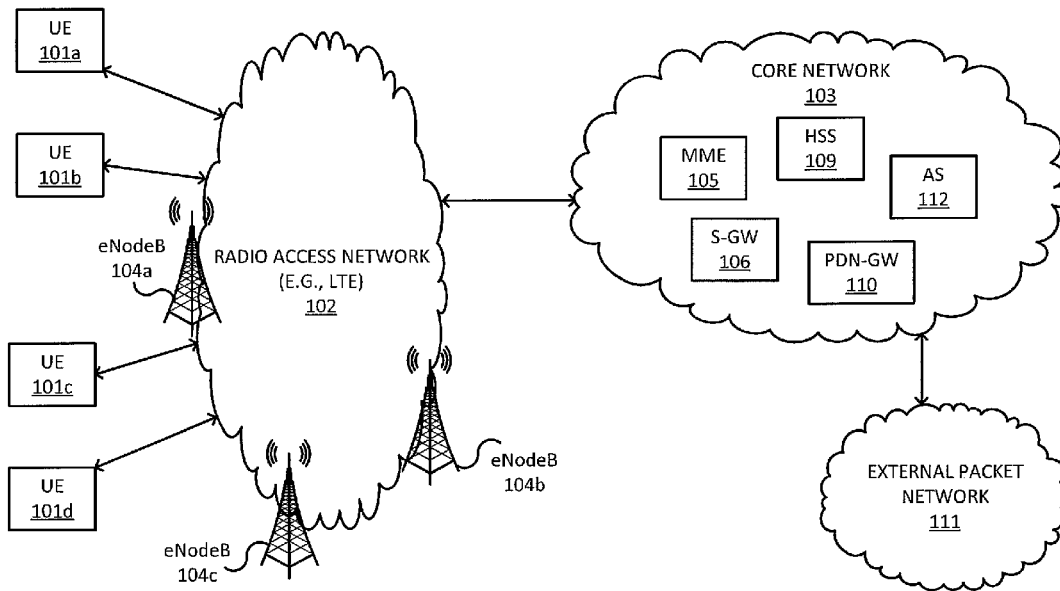 UE
101a
UE
101b
eNodeB
104a
UE
101c
UE
101d
RADIO ACCESS NETWORK
(E.G., LTE)
102
eNodeB
104b
eNodeB
104c
CORE NETWORK
103
MME
105
HSS
109
AS
112
S-GW
106
PDN-GW
110
EXTERNAL PACKET
NETWORK
111